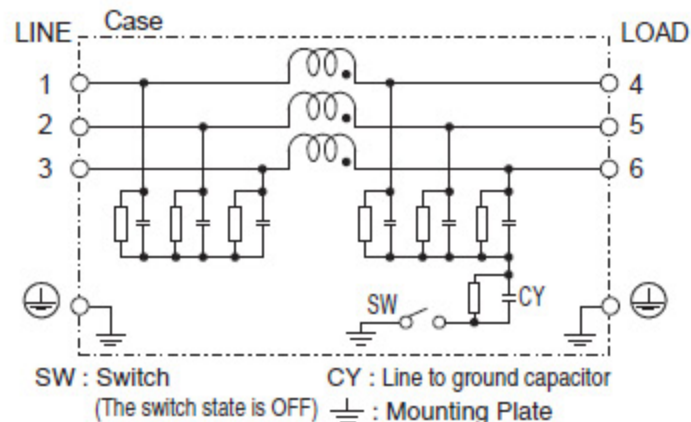 Case
LINE LOAD
1 4
2 5
3 6
SW CY
SW : Switch CY : Line to ground capacitor
(The switch state is OFF) : Mounting Plate